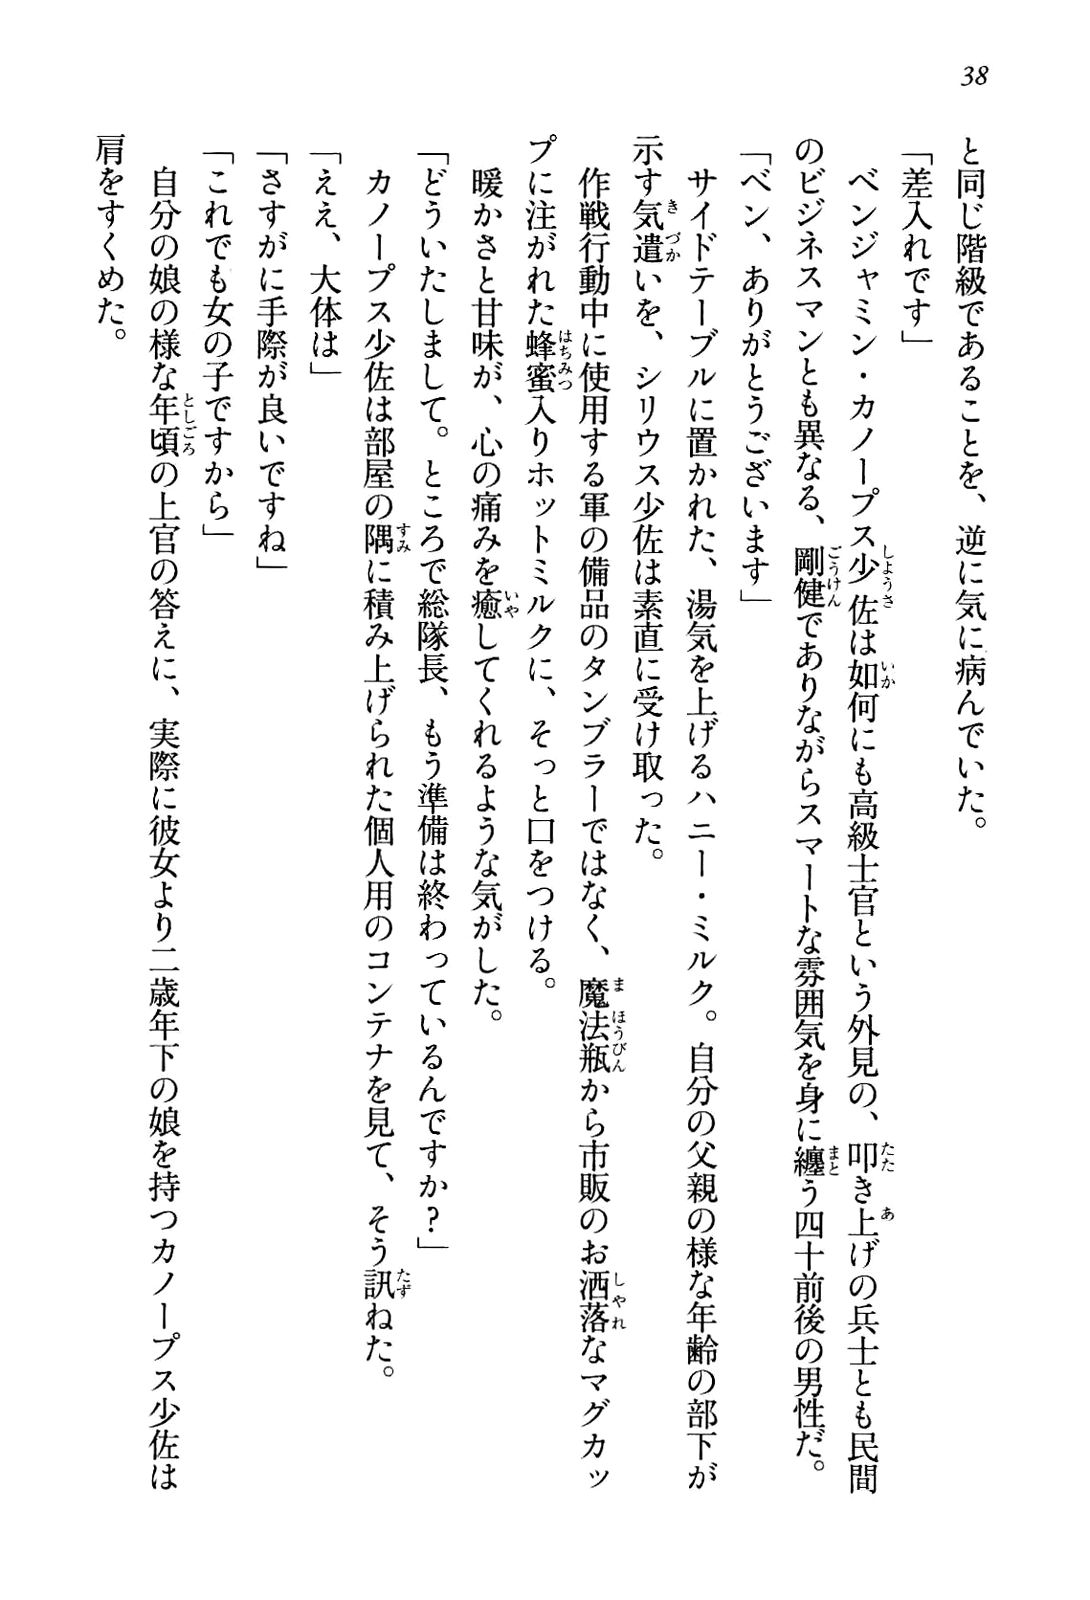 38
と同じ階級であることを、逆に気に病んでいた。
「差入れです」
ベンジャミン・カノープス少佐は如何にも高級士官という外見の、叩き上げの兵士とも民間
のビジネスマンとも異なる、剛健でありながらスマートな雰囲気を身に纏う四十前後の男性だ。
「ベン、ありがとうございます」
サイドテーブルに置かれた、湯気を上げるハニー・ミルク。自分の父親の様な年齢の部下が
示す気遣いを、シリウス少佐は素直に受け取った。
作戦行動中に使用する軍の備品のタンブラーではなく、魔法瓶から市販のお洒落なマグカッ
プに注がれた蜂蜜入りホットミルクに、そっと口をつける。
暖かさと甘味が、心の痛みを癒してくれるような気がした。
「どういたしまして。ところで総隊長、もう準備は終わっているんですか？」
カノープス少佐は部屋の隅に積み上げられた個人用のコンテナを見て、そう訊ねた。
「ええ、大体は」
「さすがに手際が良いですね」
「これでも女の子ですから」
自分の娘の様な年頃の上官の答えに、実際に彼女より二歳年下の娘を持つカノープス少佐は
肩をすくめた。